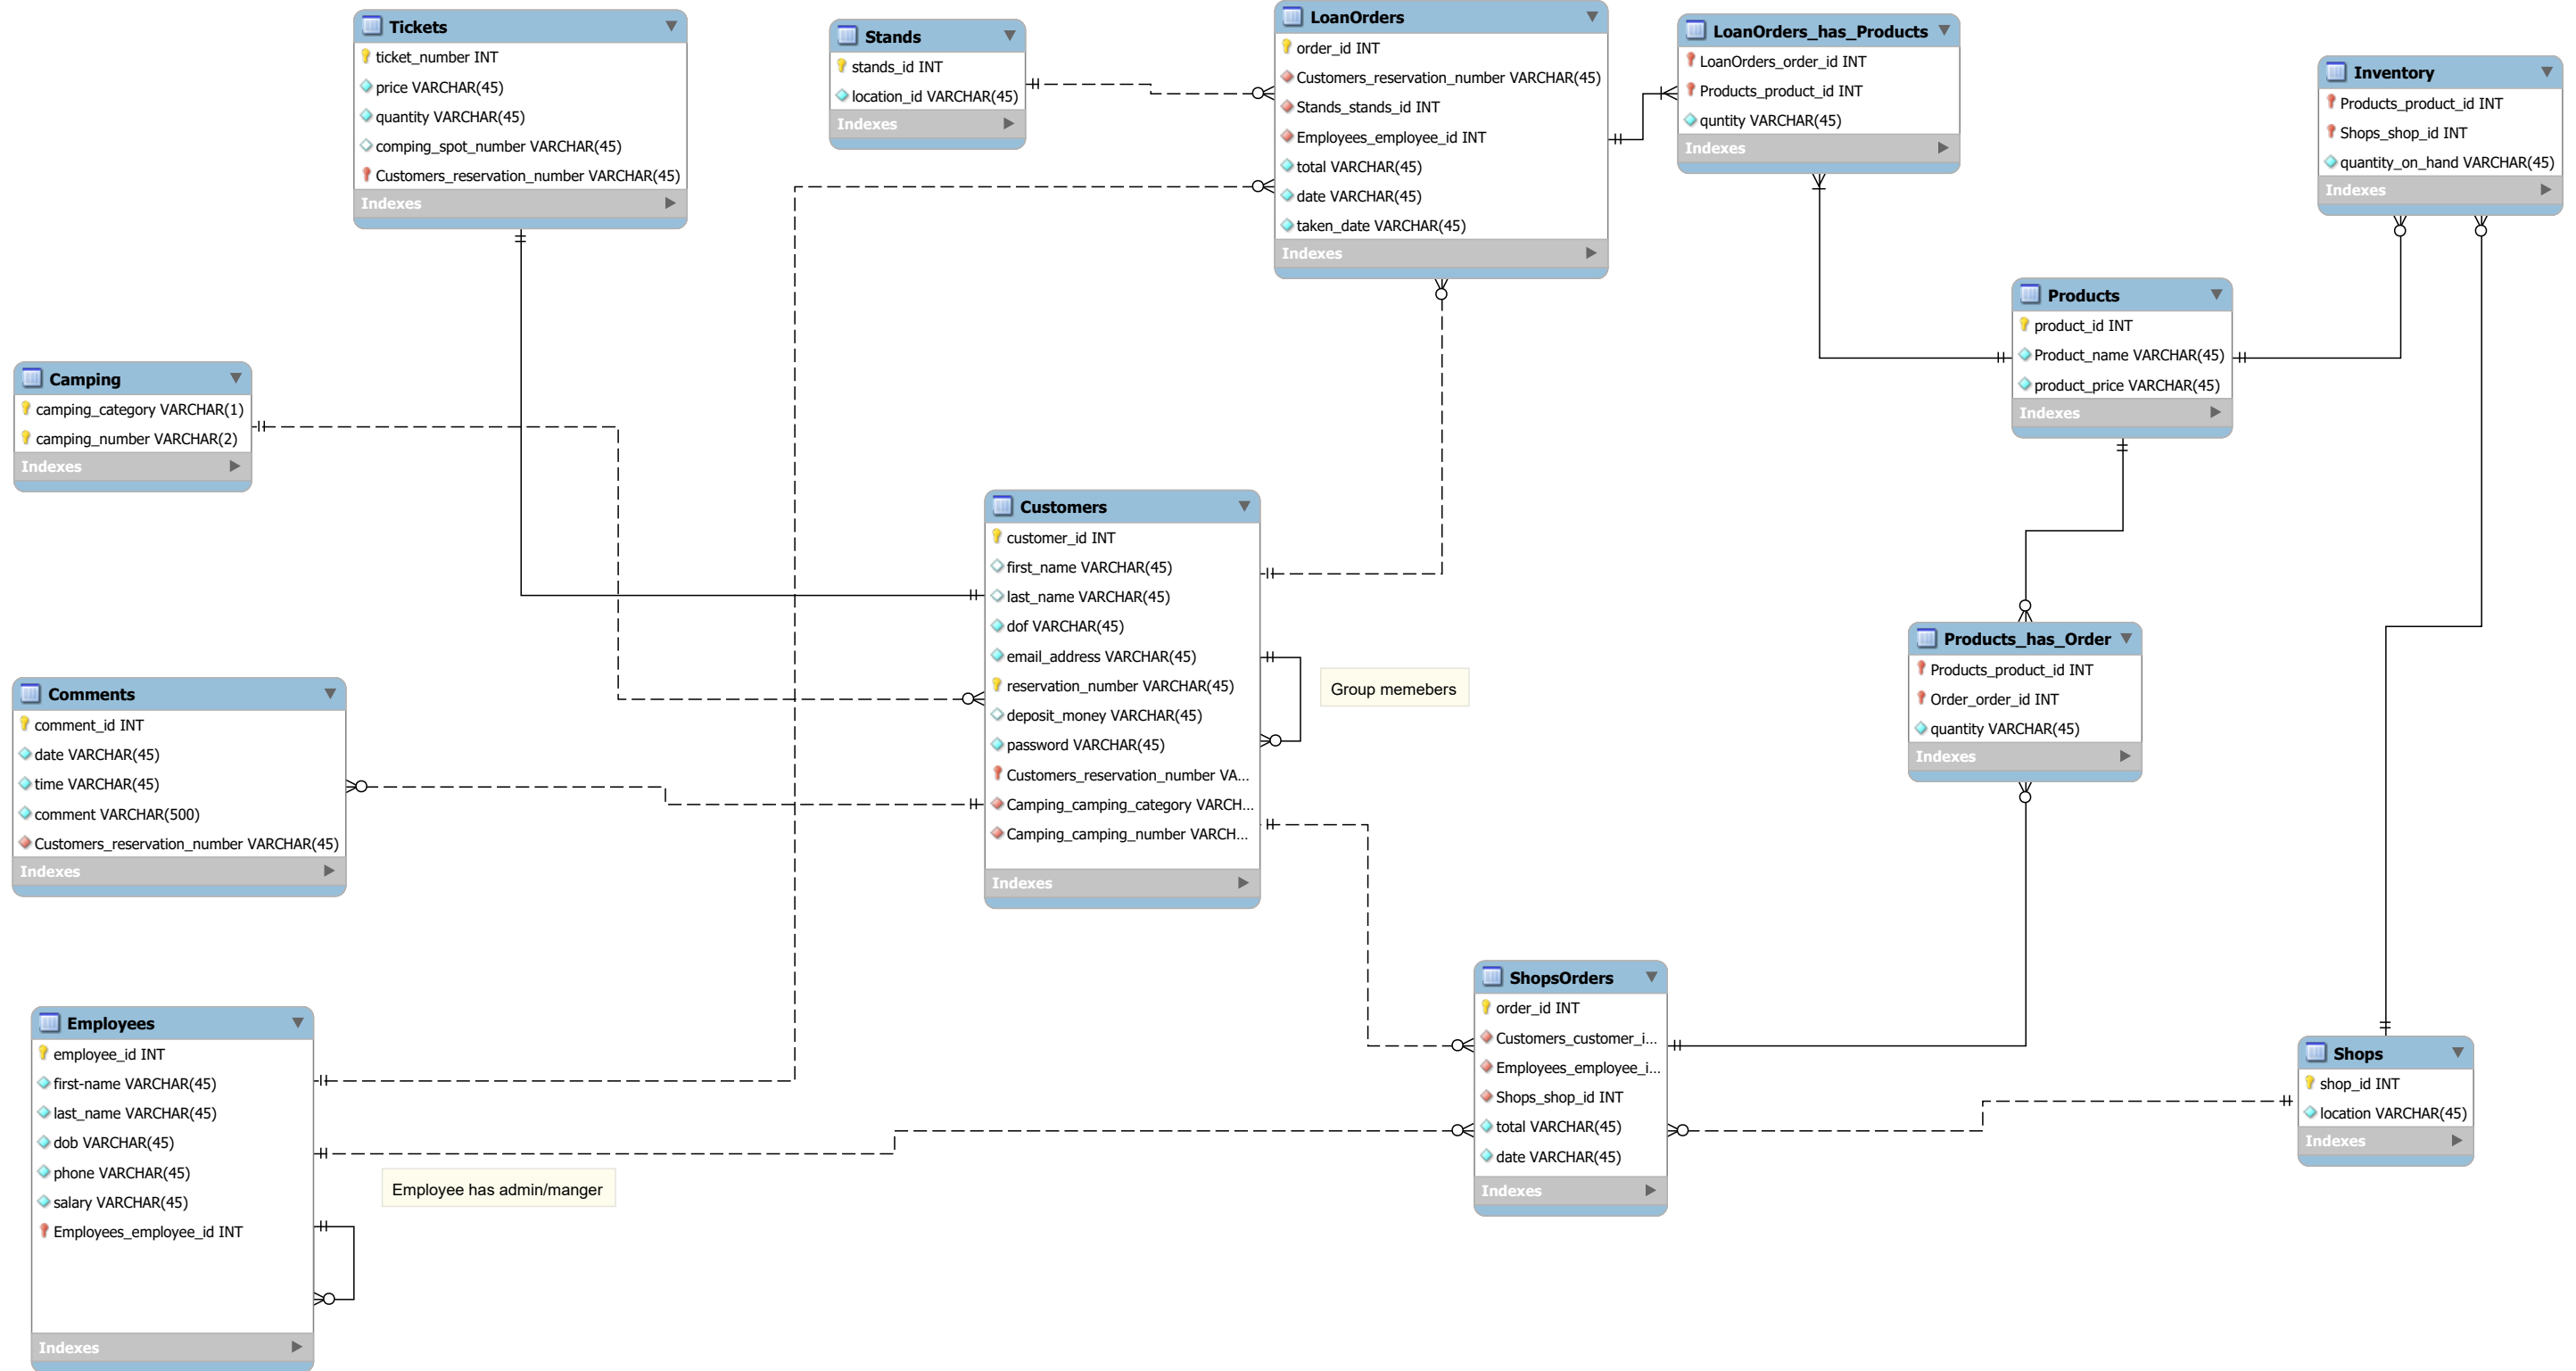 Tickets
ticket_number INT
price VARCHAR(45)
quantity VARCHAR(45)
comping_spot_number VARCHAR(45)
Customers_reservation_number VARCHAR(45)
Indexes
Stands
stands_id INT
location_id VARCHAR(45)
Indexes
LoanOrders
order_id INT
Customers_reservation_number VARCHAR(45)
Stands_stands_id INT
Employees_employee_id INT
total VARCHAR(45)
date VARCHAR(45)
taken_date VARCHAR(45)
Indexes
LoanOrders_has_Products
LoanOrders_order_id INT
Products_product_id INT
quntity VARCHAR(45)
Indexes
Inventory
Products_product_id INT
Shops_shop_id INT
quantity_on_hand VARCHAR(45)
Indexes
Products
product_id INT
Product_name VARCHAR(45)
product_price VARCHAR(45)
Indexes
Camping
camping_category VARCHAR(1)
camping_number VARCHAR(2)
Indexes
Customers
customer_id INT
first_name VARCHAR(45)
last_name VARCHAR(45)
dof VARCHAR(45)
email_address VARCHAR(45)
reservation_number VARCHAR(45)
deposit_money VARCHAR(45)
password VARCHAR(45)
Customers_reservation_number VA...
Camping_camping_category VARCH...
Camping_camping_number VARCH...
Indexes
Group memebers
Products_has_Order
Products_product_id INT
Order_order_id INT
quantity VARCHAR(45)
Indexes
Comments
comment_id INT
date VARCHAR(45)
time VARCHAR(45)
comment VARCHAR(500)
Customers_reservation_number VARCHAR(45)
Indexes
Employees
employee_id INT
first-name VARCHAR(45)
last_name VARCHAR(45)
dob VARCHAR(45)
phone VARCHAR(45)
salary VARCHAR(45)
Employees_employee_id INT
Indexes
Employee has admin/manger
ShopsOrders
order_id INT
Customers_customer_i...
Employees_employee_i...
Shops_shop_id INT
total VARCHAR(45)
date VARCHAR(45)
Indexes
Shops
shop_id INT
location VARCHAR(45)
Indexes